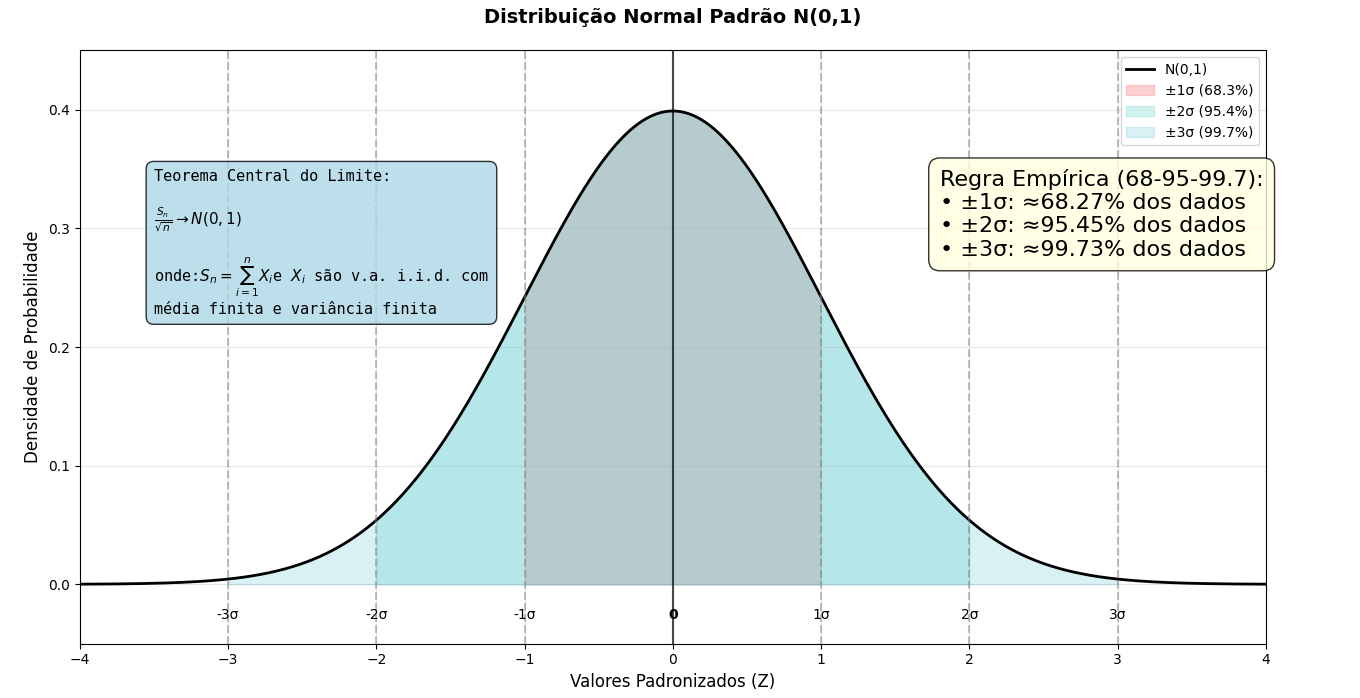 Distribuição Normal Padrão N(0,1)
N(0,1)
±1σ (68.3%)
±2σ (95.4%)
±3σ (99.7%)
Teorema Central do Limite:
S_n/√n → N(0, 1)
onde:S_n = ∑_{i=1}^{n} X_i e X_i são v.a. i.i.d. com
média finita e variância finita
Regra Empírica (68-95-99.7):
• ±1σ: ≈68.27% dos dados
• ±2σ: ≈95.45% dos dados
• ±3σ: ≈99.73% dos dados
Densidade de Probabilidade
0.4
0.3
0.2
0.1
0.0
-3σ -2σ -1σ 0 1σ 2σ 3σ
−4 −3 −2 −1 0 1 2 3 4
Valores Padronizados (Z)